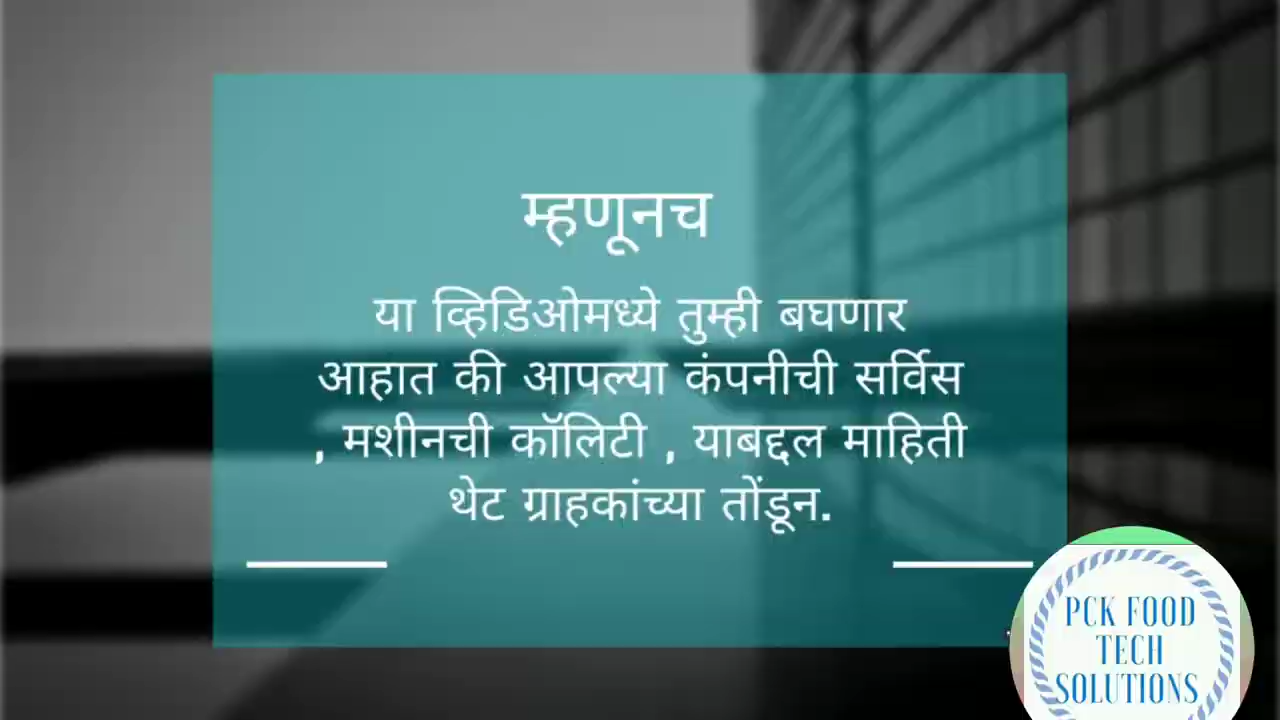 म्हणूनच
या व्हिडिओमध्ये तुम्ही बघणार
आहात की आपल्या कंपनीची सर्विस
, मशीनची कॉलिटी , याबद्दल माहिती
थेट ग्राहकांच्या तोंडून.
PCK FOOD
TECH
SOLUTIONS